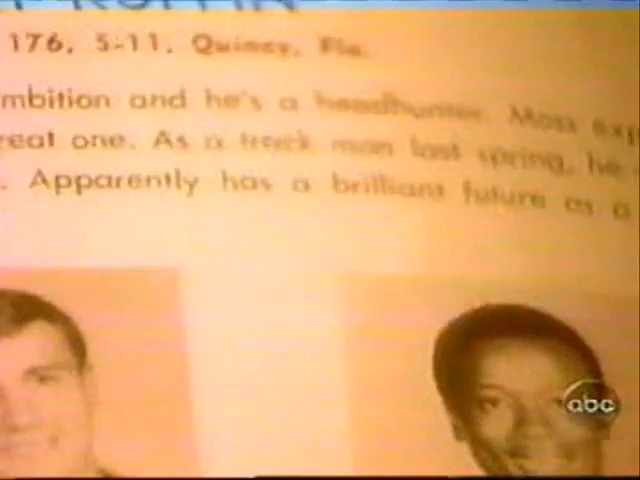 176, 5-11, Quincy, Fla.
mbition and he's a headhunter. Moss exp
reat one. As a track man last spring, he
. Apparently has a brilliant future as a
abc